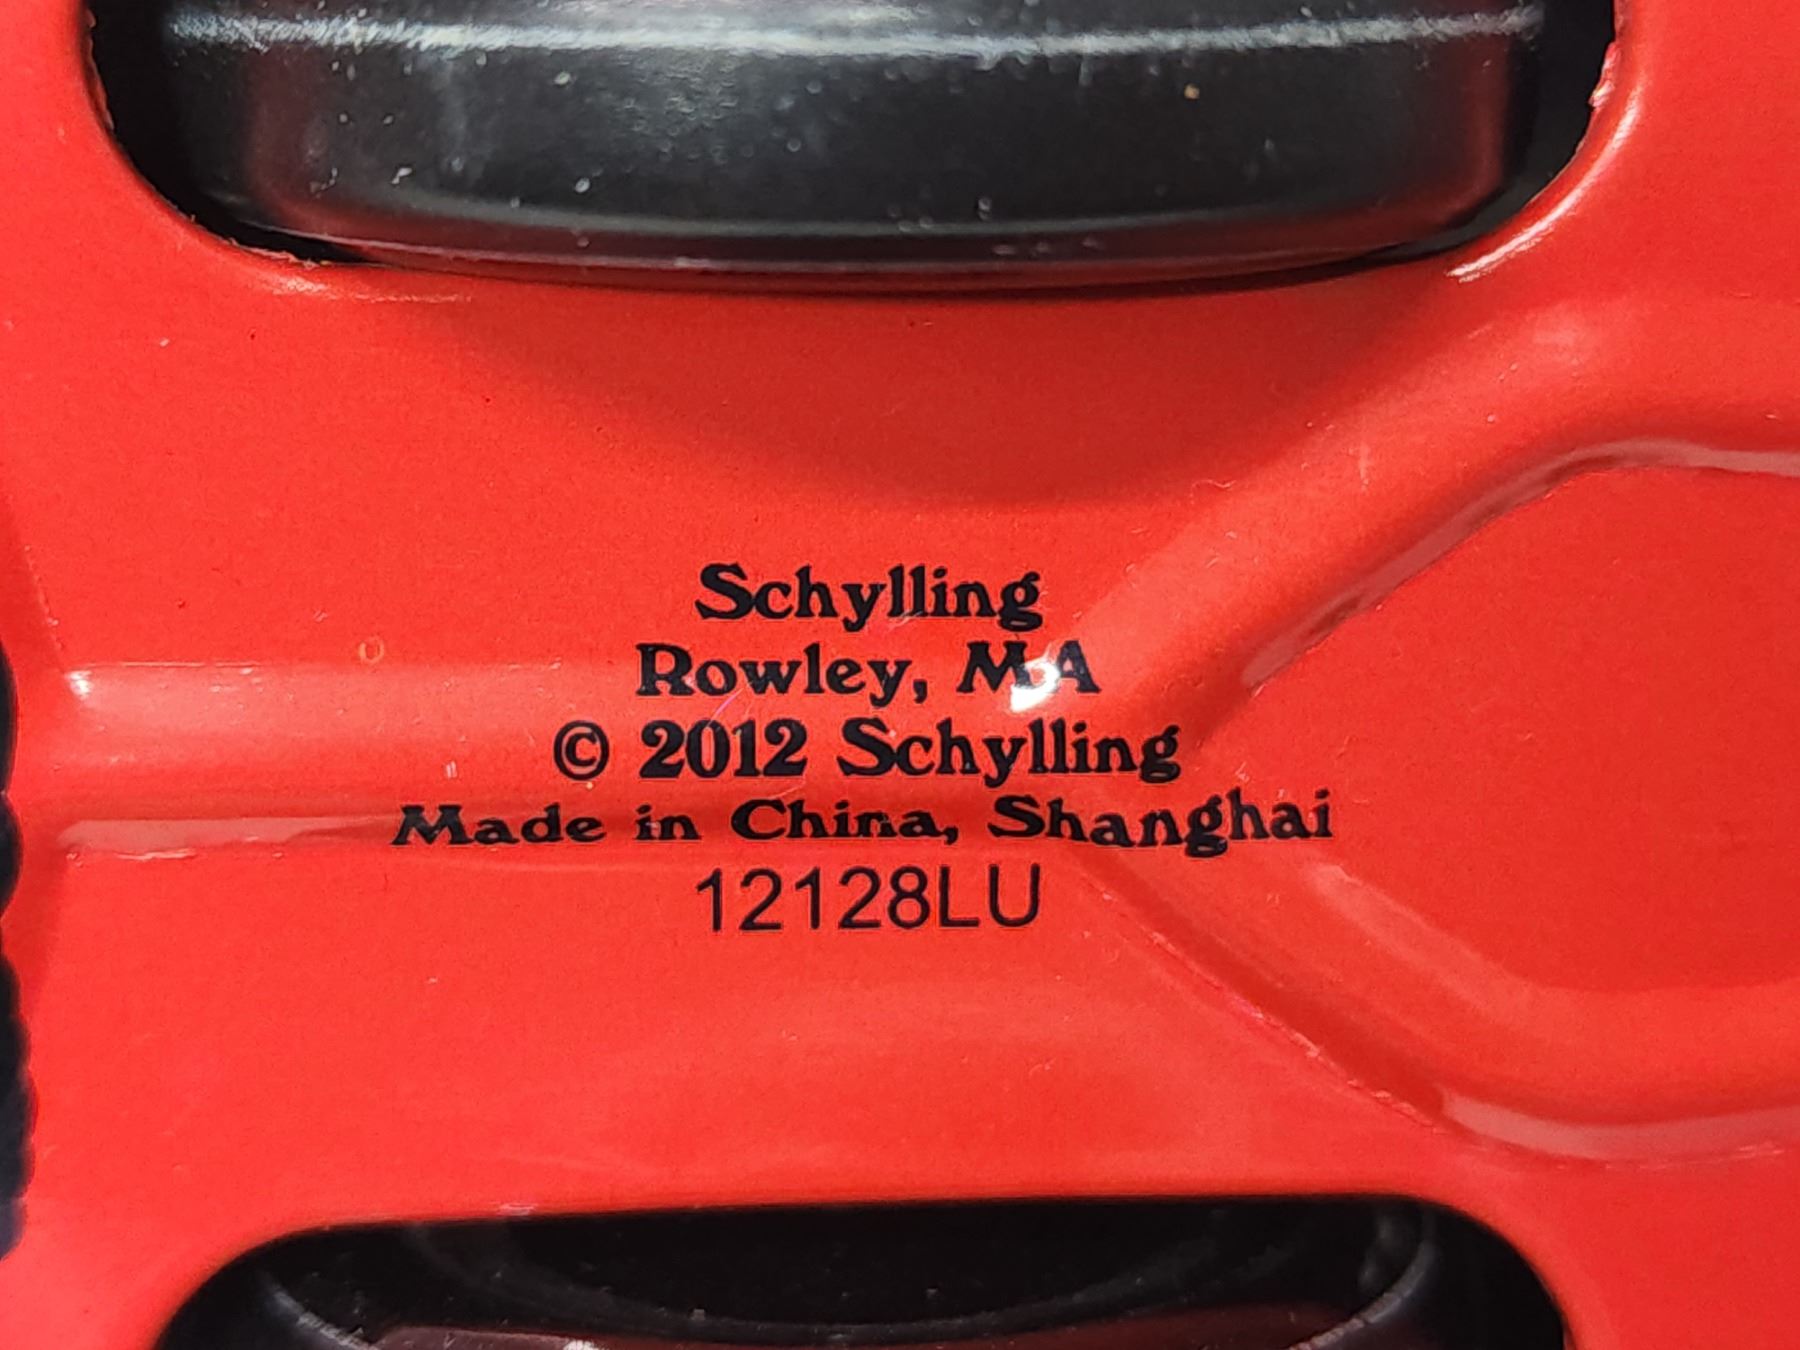 Schylling
Rowley, MA
© 2012 Schylling
Made in China, Shanghai
12128LU